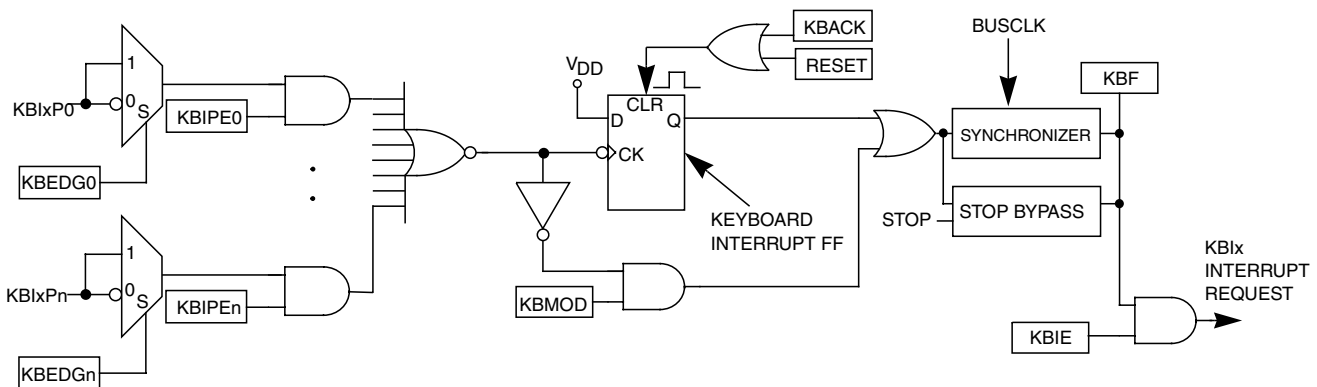 KBACK
RESET
BUSCLK
VDD
KBF
1
0
S
KBIxP0
KBIPE0
CLR
D
Q
CK
SYNCHRONIZER
KBEDG0
STOP BYPASS
STOP
KEYBOARD
INTERRUPT FF
1
0
S
KBIxPn
KBIPEn
KBMOD
KBIx
INTERRUPT
REQUEST
KBIE
KBEDGn